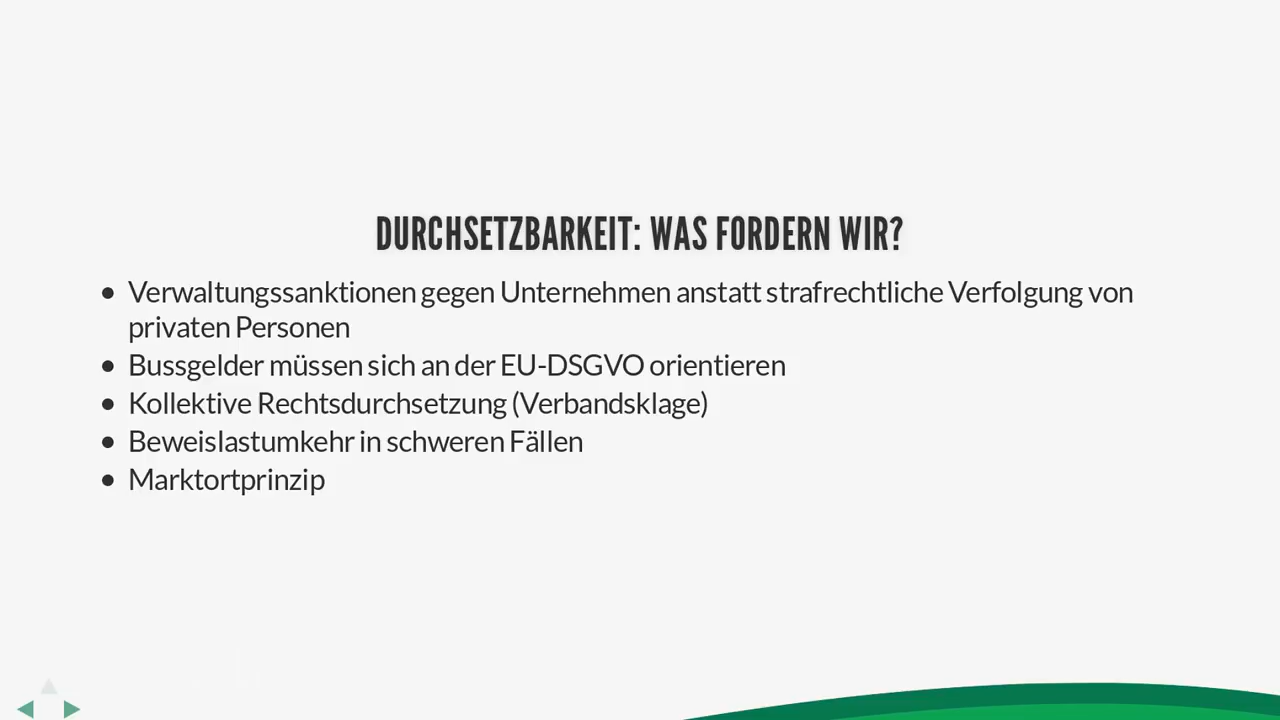 DURCHSETZBARKEIT: WAS FORDERN WIR?
• Verwaltungssanktionen gegen Unternehmen anstatt strafrechtliche Verfolgung von
privaten Personen
• Bussgelder müssen sich an der EU-DSGVO orientieren
• Kollektive Rechtsdurchsetzung (Verbandsklage)
• Beweislastumkehr in schweren Fällen
• Marktortprinzip